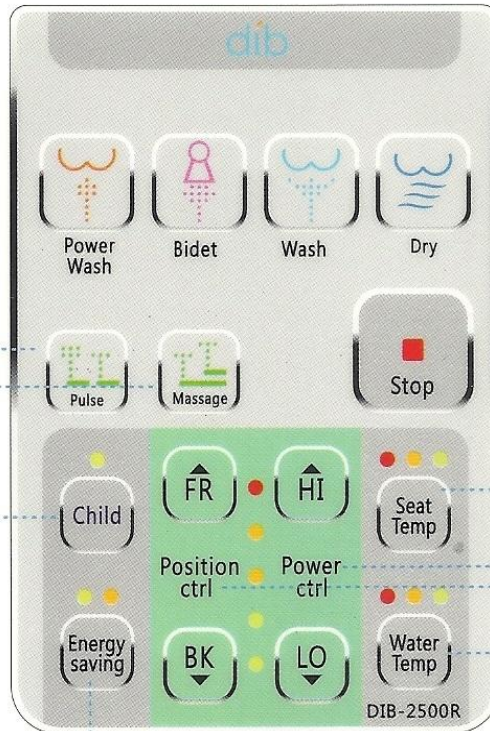 dib
Power
Wash
Bidet
Wash
Dry
Pulse
Massage
Stop
Child
FR
HI
Seat
Temp
Position
ctrl
Power
ctrl
Energy
saving
BK
LO
Water
Temp
DIB-2500R